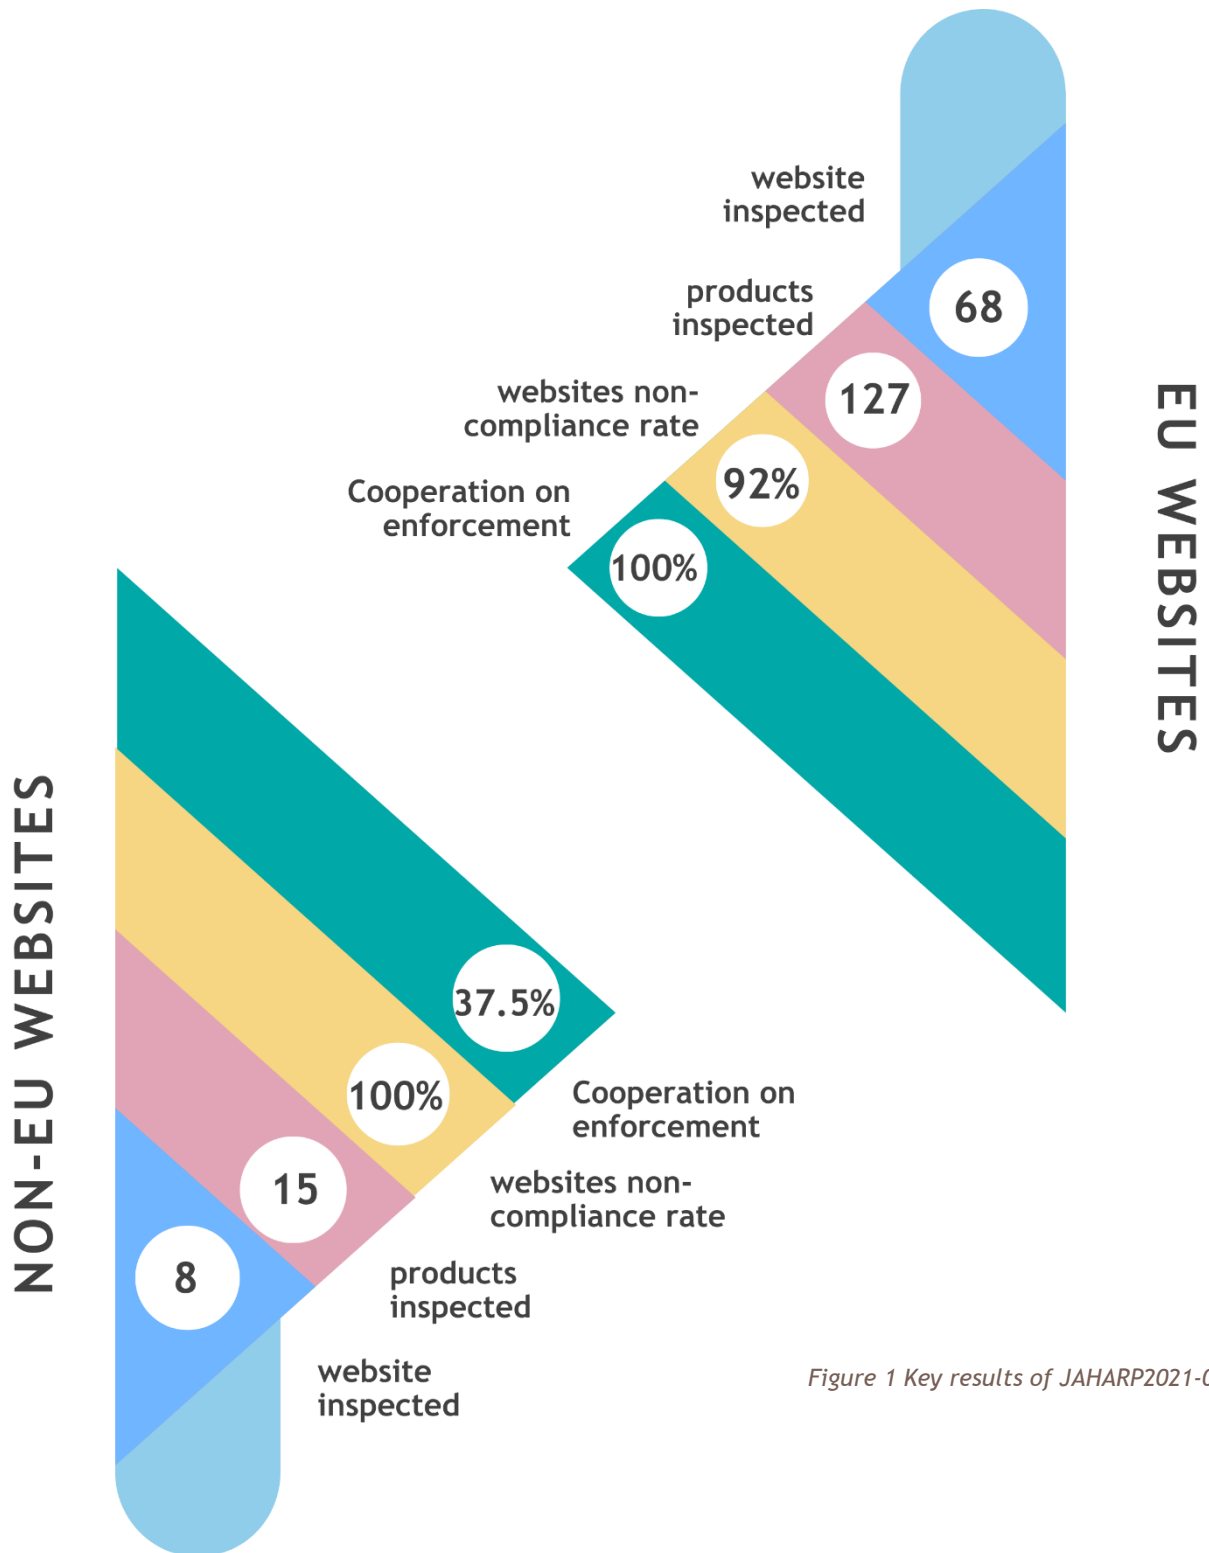 website
inspected
68
products
inspected
127
websites non-
compliance rate
92%
Cooperation on
enforcement
100%
EU WEBSITES
NON-EU WEBSITES
37.5%
Cooperation on
enforcement
100%
websites non-
compliance rate
15
products
inspected
8
website
inspected
Figure 1 Key results of